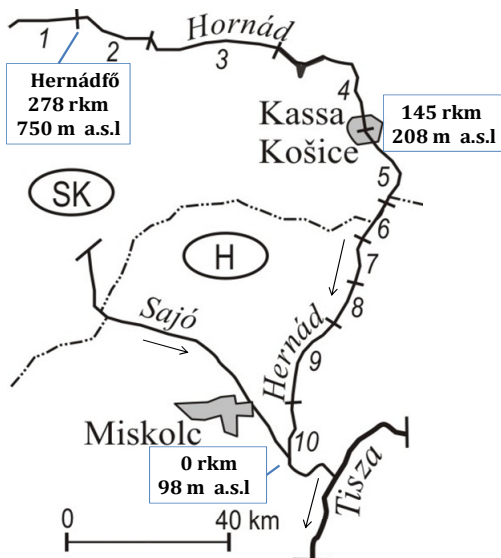 1
2
Hornád
3
Hernádfő
278 rkm
750 m a.s.l
4
Kassa
Košice
145 rkm
208 m a.s.l
5
SK
6
H
7
8
Sajó
Hernád
9
Miskolc
10
0 rkm
98 m a.s.l
Tisza
0
40 km